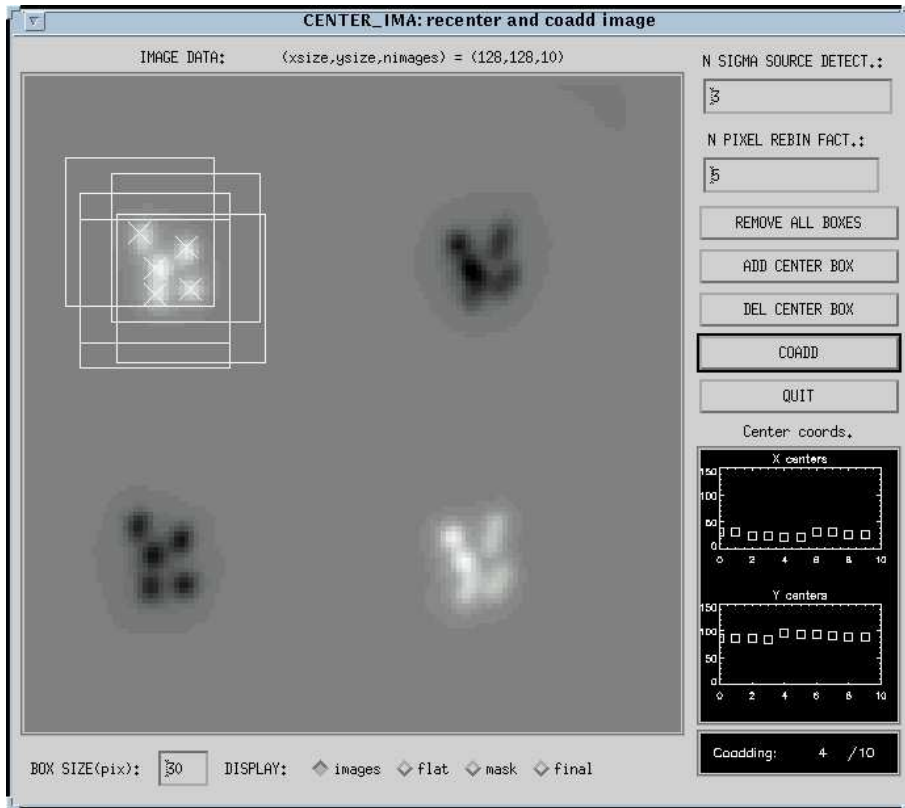 CENTER_IMA: recenter and coadd image
IMAGE DATA: (xsize,ysize,nimages) = (128,128,10)
N SIGMA SOURCE DETECT.:
3
N PIXEL REBIN FACT.:
5
REMOVE ALL BOXES
ADD CENTER BOX
DEL CENTER BOX
COADD
QUIT
Center coords.
X centers
150
100
50
0
0 2 4 6 8 10
Y centers
150
100
50
0
0 2 4 6 8 10
Coadding: 4 /10
BOX SIZE(pix): 30 DISPLAY: images flat mask final